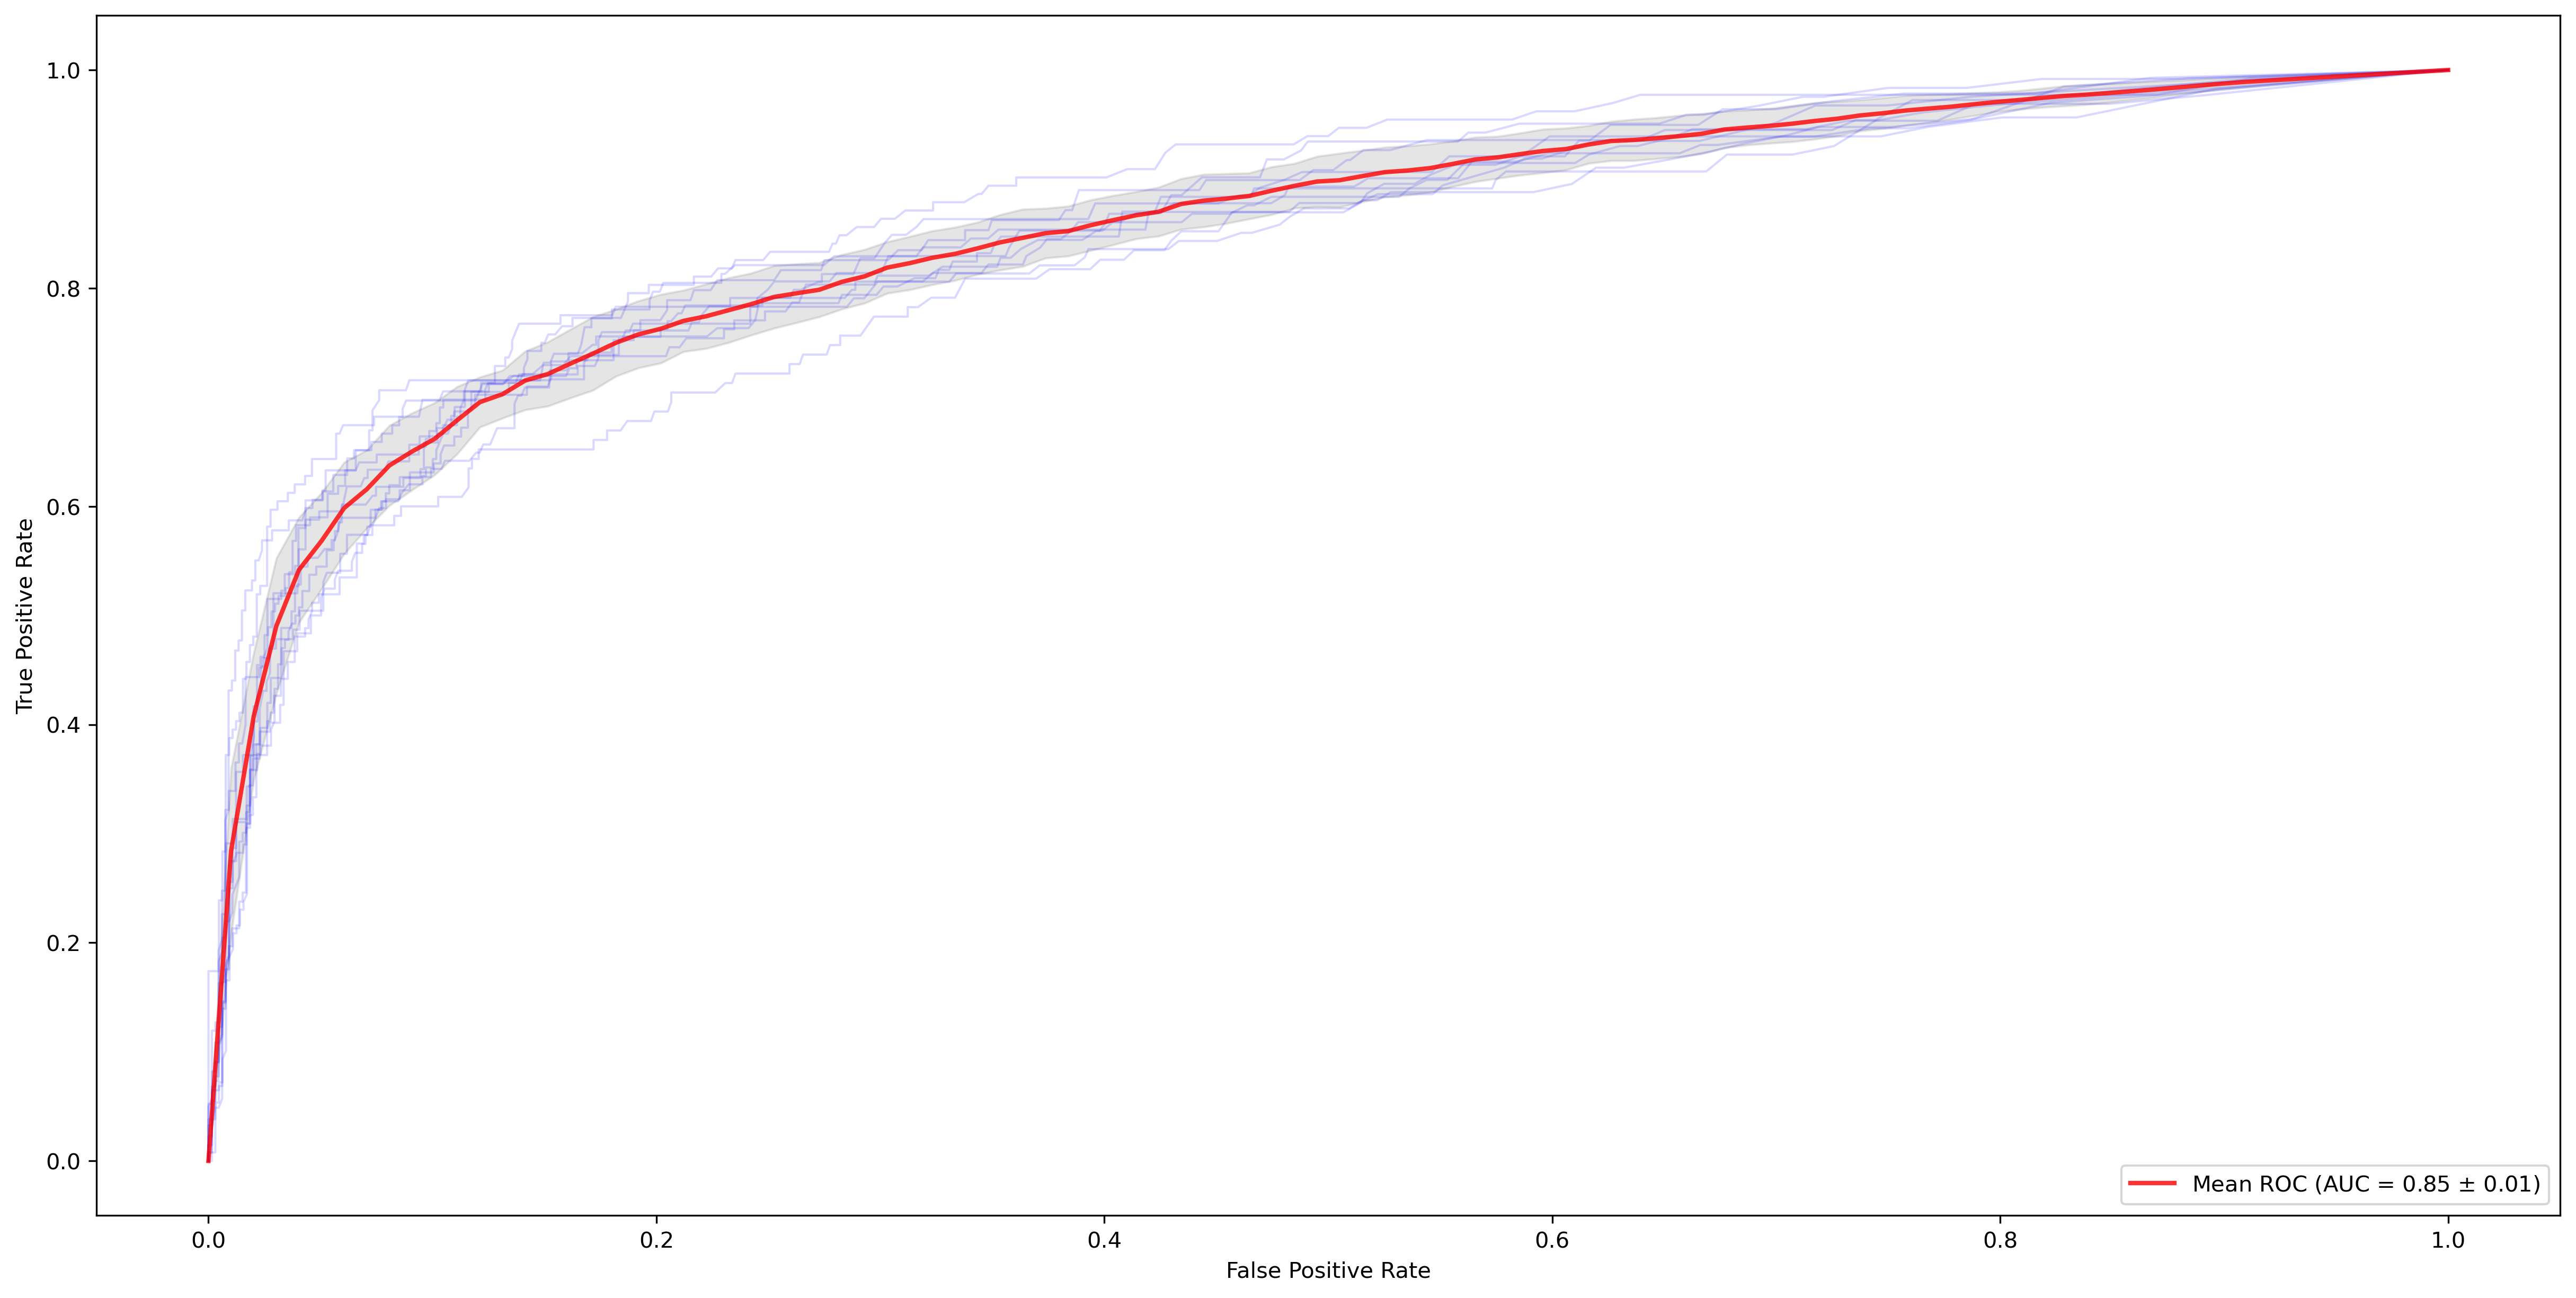 1.0
0.8
0.6
0.4
0.2
0.0
True Positive Rate
Mean ROC (AUC = 0.85 ± 0.01)
0.0 0.2 0.4 0.6 0.8 1.0
False Positive Rate